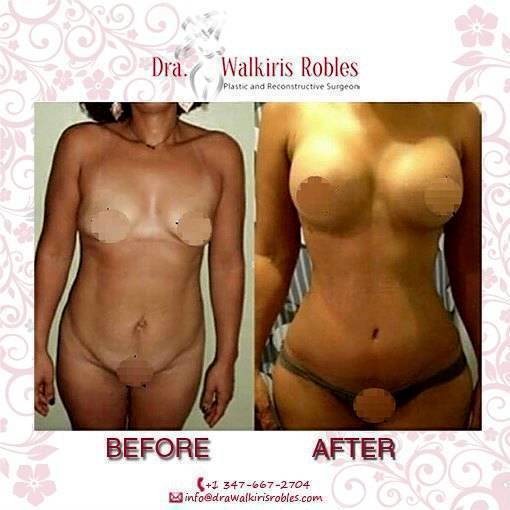 Dra. Walkiris Robles
Plastic and Reconstructive Surgeon
BEFORE AFTER
+1 347-667-2704
info@drawalkirisrobles.com